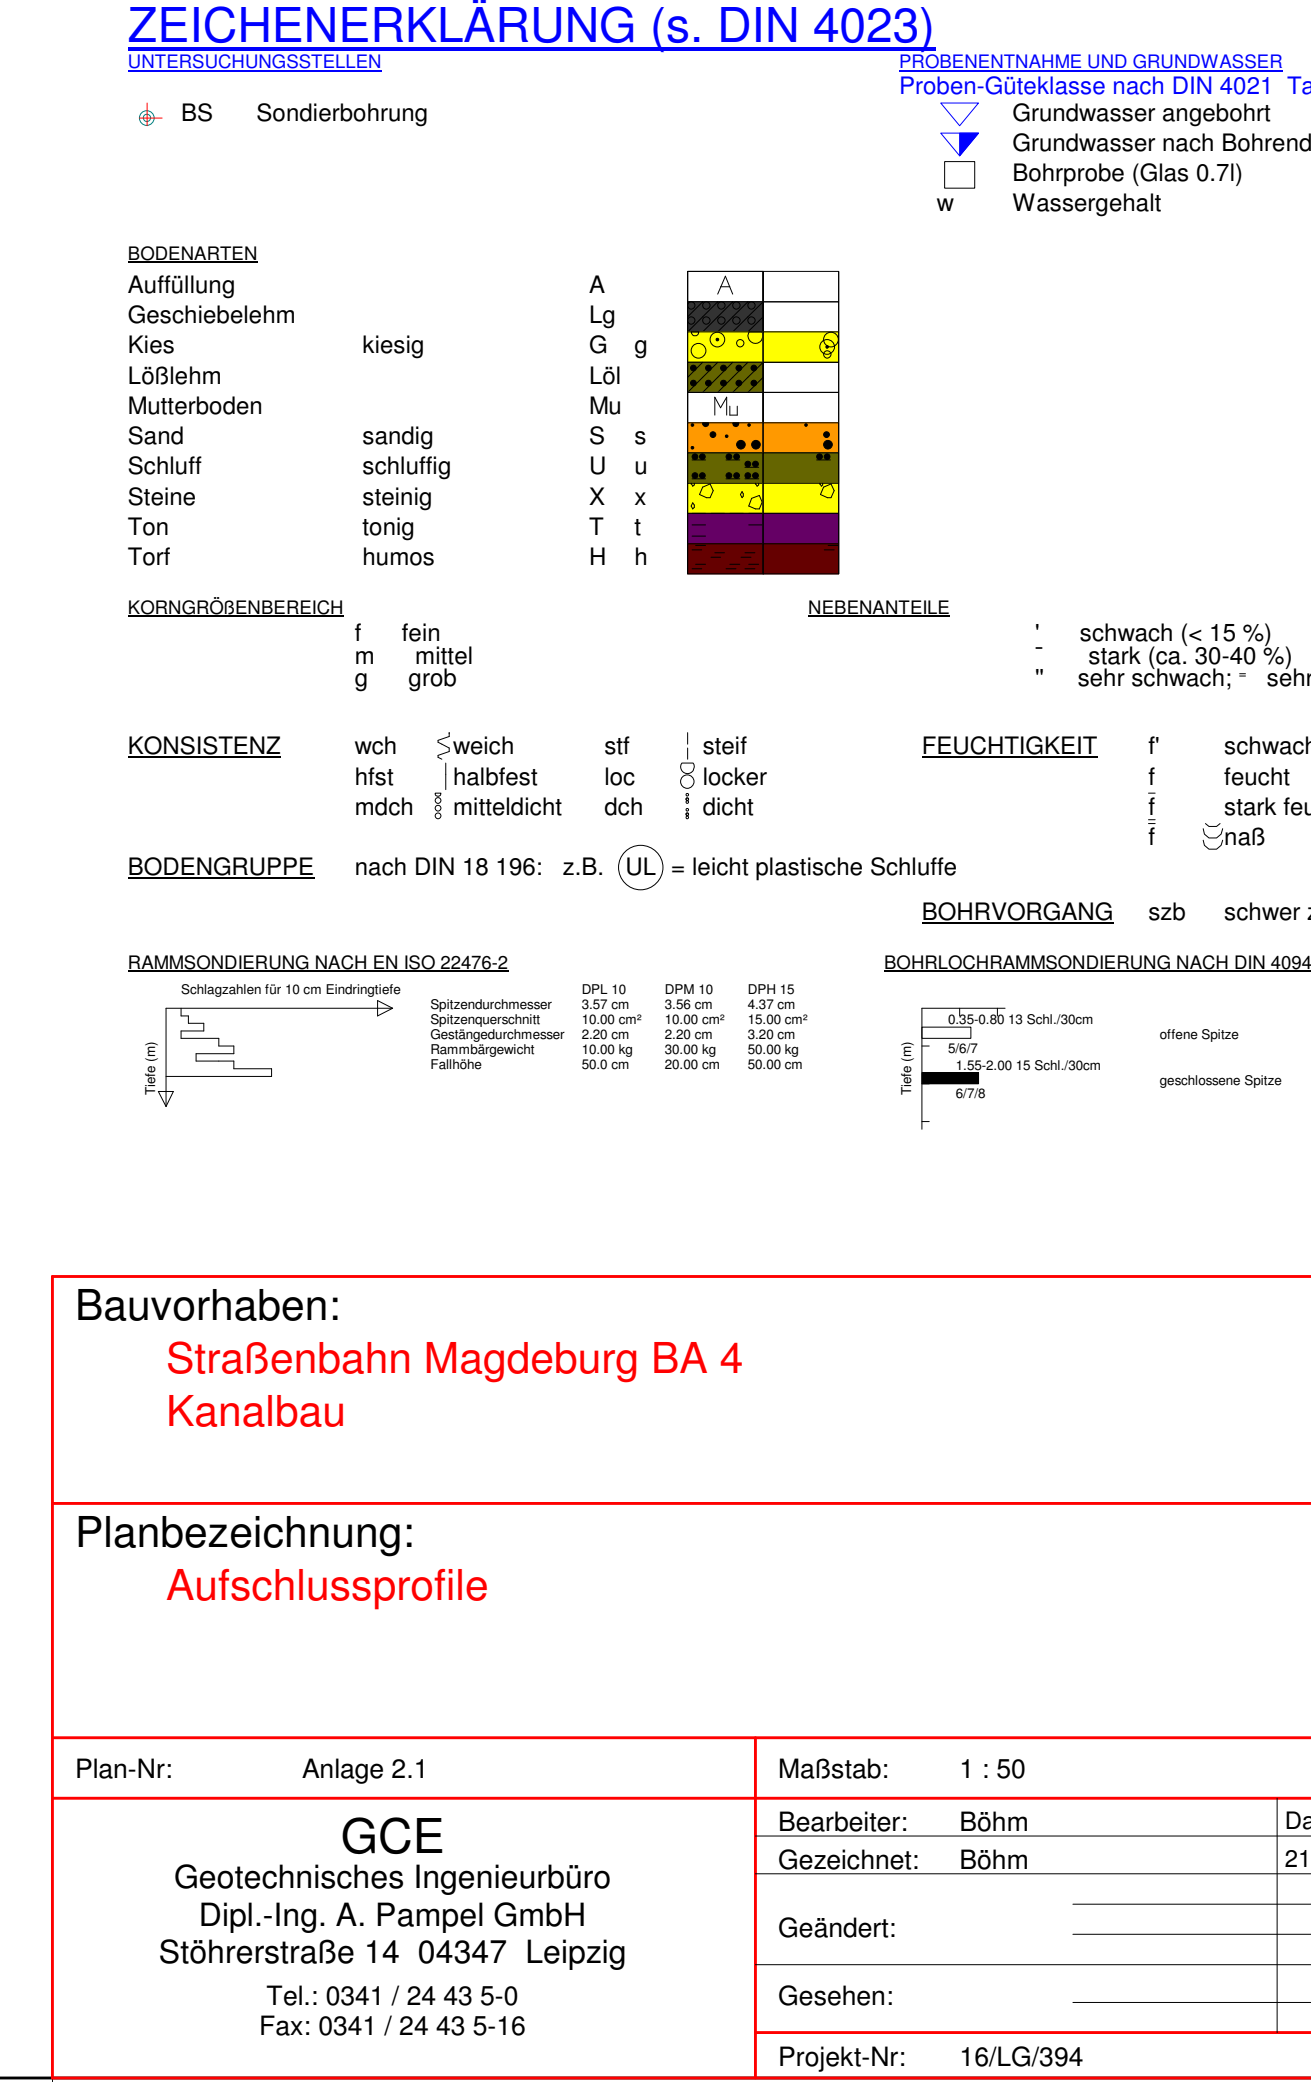 ZEICHENERKLÄRUNG (s. DIN 4023)
UNTERSUCHUNGSSTELLEN
BS Sondierbohrung
PROBENENTNAHME UND GRUNDWASSER
Proben-Güteklasse nach DIN 4021
Grundwasser angebohrt
Grundwasser nach
Bohrprobe (Glas 0.7l)
w Wassergehalt
BODENARTEN
Auffüllung A A
Geschiebelehm Lg
Kies kiesig G g
Lößlehm Löl
Mutterboden Mu Mu
Sand sandig S s
Schluff schluffig U u
Steine steinig X x
Ton tonig T t
Torf humos H h
KORNGRÖßENBEREICH
f fein
m mittel
g grob
NEBENANTEILE
' schwach (< 15 %)
- stark (ca. 30-40 %)
" sehr schwach; = sehr
KONSISTENZ
wch weich stf steif
hfst halbfest loc locker
mdch mitteldicht dch dicht
FEUCHTIGKEIT
f' schwach
f feucht
f̄ stark
f̿ naß
BODENGRUPPE nach DIN 18 196: z.B. UL = leicht plastische Schluffe
BOHRVORGANG szb schwer
RAMMSONDIERUNG NACH EN ISO 22476-2
Schlagzahlen für 10 cm Eindringtiefe
Tiefe (m)
DPL 10 DPM 10 DPH 15
Spitzendurchmesser 3.57 cm 3.56 cm 4.37 cm
Spitzenquerschnitt 10.00 cm² 10.00 cm² 15.00 cm²
Gestängedurchmesser 2.20 cm 2.20 cm 3.20 cm
Rammbärgewicht 10.00 kg 30.00 kg 50.00 kg
Fallhöhe 50.0 cm 20.00 cm 50.00 cm
BOHRLOCHRAMMSONDIERUNG NACH DIN 4094
Tiefe (m)
0.35-0.80 13 Schl./30cm
offene Spitze
5/6/7
1.55-2.00 15 Schl./30cm
geschlossene Spitze
6/7/8
Bauvorhaben:
Straßenbahn Magdeburg BA 4
Kanalbau
Planbezeichnung:
Aufschlussprofile
Plan-Nr: Anlage 2.1
Maßstab: 1 : 50
GCE
Geotechnisches Ingenieurbüro
Dipl.-Ing. A. Pampel GmbH
Stöhrerstraße 14 04347 Leipzig
Tel.: 0341 / 24 43 5-0
Fax: 0341 / 24 43 5-16
Bearbeiter: Böhm
Gezeichnet: Böhm 21
Geändert:
Gesehen:
Projekt-Nr: 16/LG/394